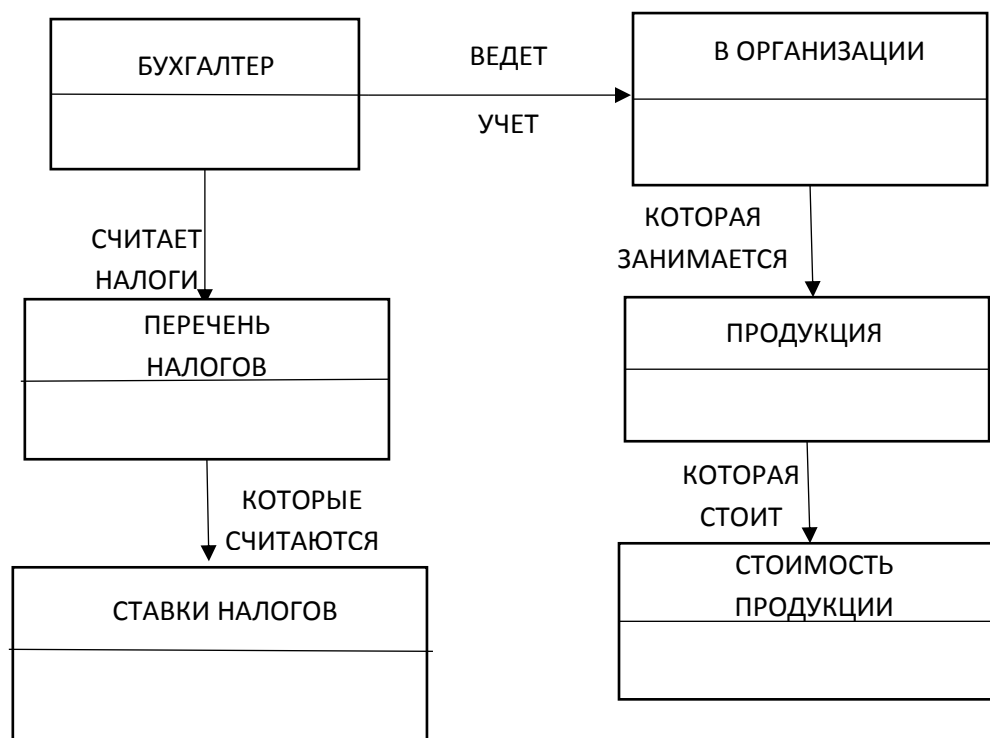 БУХГАЛТЕР
ВЕДЕТ
УЧЕТ
В ОРГАНИЗАЦИИ
СЧИТАЕТ
НАЛОГИ
КОТОРАЯ
ЗАНИМАЕТСЯ
ПЕРЕЧЕНЬ
НАЛОГОВ
ПРОДУКЦИЯ
КОТОРЫЕ
СЧИТАЮТСЯ
КОТОРАЯ
СТОИТ
СТАВКИ НАЛОГОВ
СТОИМОСТЬ
ПРОДУКЦИИ